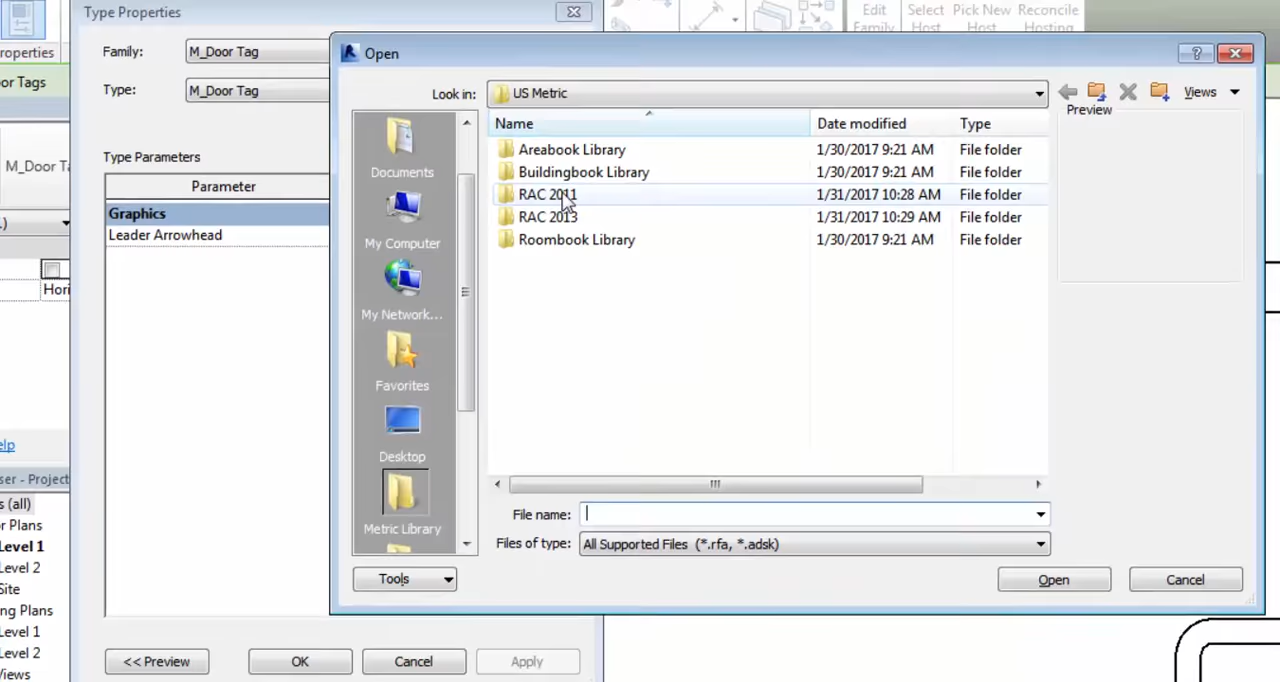 Type Properties
Family: M_Door Tag
Type: M_Door Tag
Type Parameters
Parameter
Graphics
Leader Arrowhead
<< Preview
OK
Cancel
Apply
Edit
Family
Select
Host
Pick New
Host
Reconcile
Hosting
roperties
or Tags
M_Door Ta
)
Hori
elp
ser - Project
s (all)
or Plans
Level 1
Level 2
Site
ng Plans
Level 1
Level 2
Views
Open
Look in: US Metric
Views
Preview
Documents
My Computer
My Network...
Favorites
Desktop
Metric Library
Name Date modified Type
Areabook Library 1/30/2017 9:21 AM File folder
Buildingbook Library 1/30/2017 9:21 AM File folder
RAC 2011 1/31/2017 10:28 AM File folder
RAC 2013 1/31/2017 10:29 AM File folder
Roombook Library 1/30/2017 9:21 AM File folder
File name:
Files of type: All Supported Files (*.rfa, *.adsk)
Tools
Open
Cancel